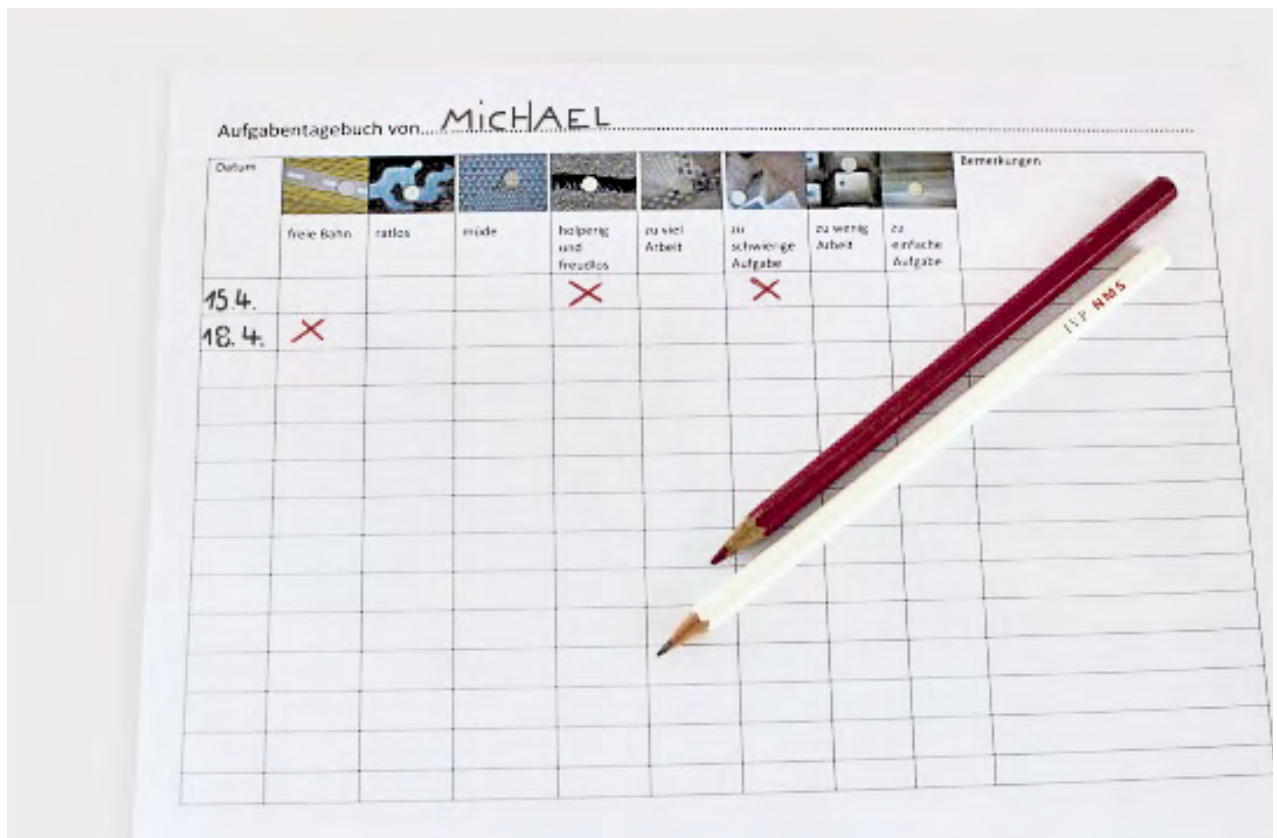 Aufgabentagebuch von MiCHAEL
Datum
Bemerkungen
freie Bahn
ratlos
müde
holperig
und
freudlos
zu viel
Arbeit
zu
schwierige
Aufgabe
zu wenig
Arbeit
zu
einfache
Aufgabe
15.4.
18.4.
IVP NMS